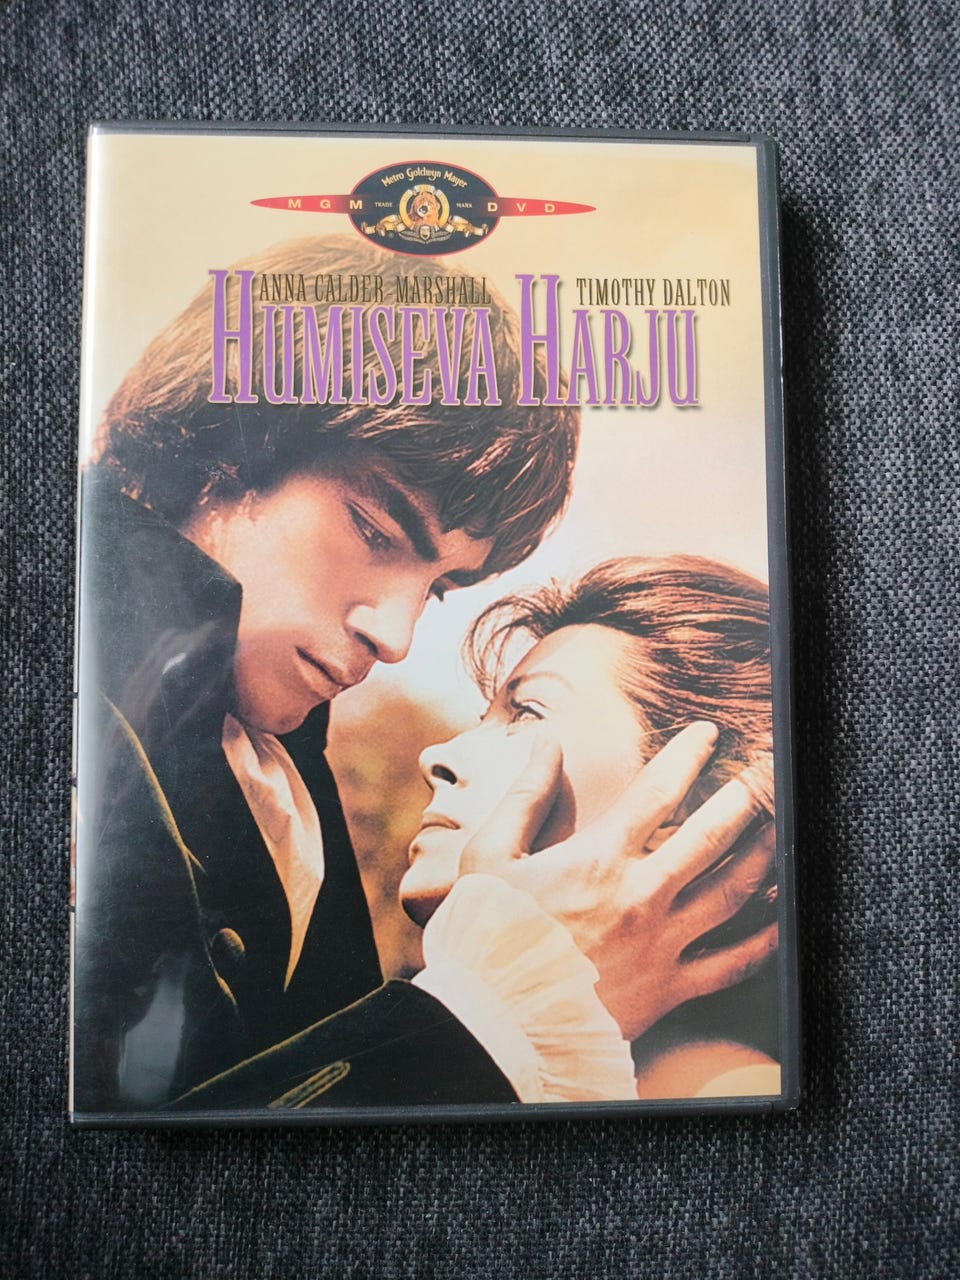 Metro Goldwyn Mayer
MGM TRADE MARK DVD
ANNA CALDER-MARSHALL TIMOTHY DALTON
HUMISEVA HARJU